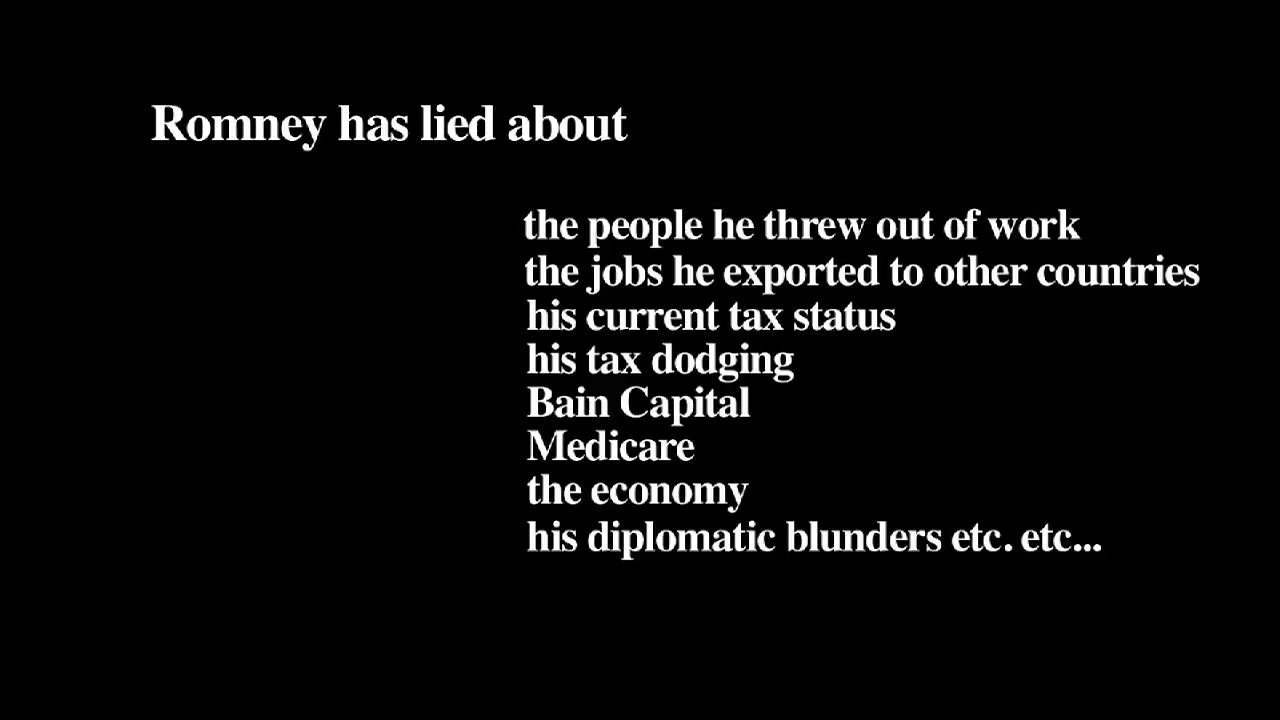 Romney has lied about
the people he threw out of work
the jobs he exported to other countries
his current tax status
his tax dodging
Bain Capital
Medicare
the economy
his diplomatic blunders etc. etc...